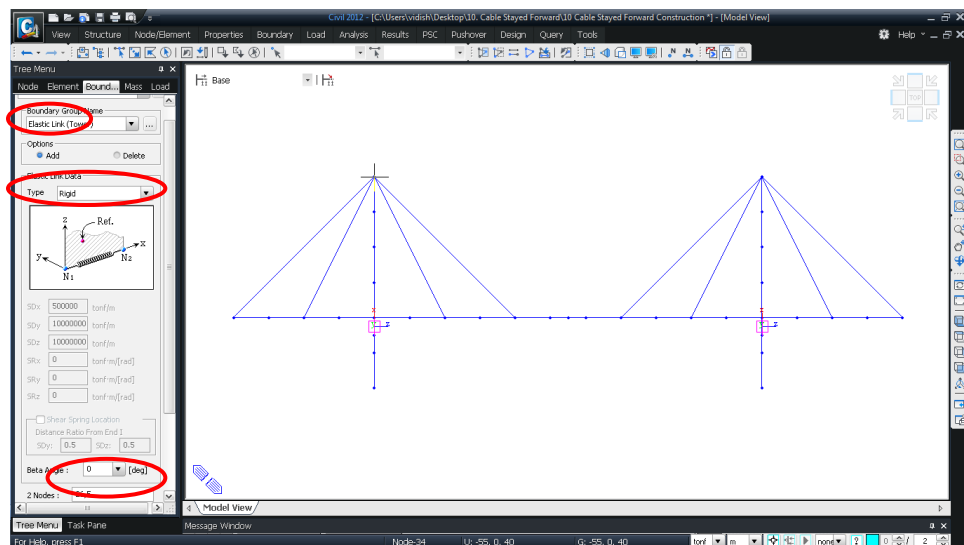 Civil 2012 - [C:\Users\vidish\Desktop\10. Cable Stayed Forward\10 Cable Stayed Forward Construction *] - [Model View]
View Structure Node/Element Properties Boundary Load Analysis Results PSC Pushover Design Query Tools Help
Tree Menu
Node Element Bound... Mass Load
Base
TOP
Boundary Group Name
Elastic Link (Tower)
...
Options
Add Delete
Elastic Link Data
Type Rigid
z Ref.
y x
N1 N2
SDx 500000 tonf/m
SDy 10000000 tonf/m
SDz 10000000 tonf/m
SRx 0 tonf·m/[rad]
SRy 0 tonf·m/[rad]
SRz 0 tonf·m/[rad]
Shear Spring Location
Distance Ratio From End I
SDy: 0.5 SDz: 0.5
Beta Angle : 0 [deg]
2 Nodes :
x z
z
Model View
Tree Menu Task Pane
Message Window
For Help, press F1
Node-34 U: -55, 0, 40 G: -55, 0, 40 tonf m none ? 0 / 2